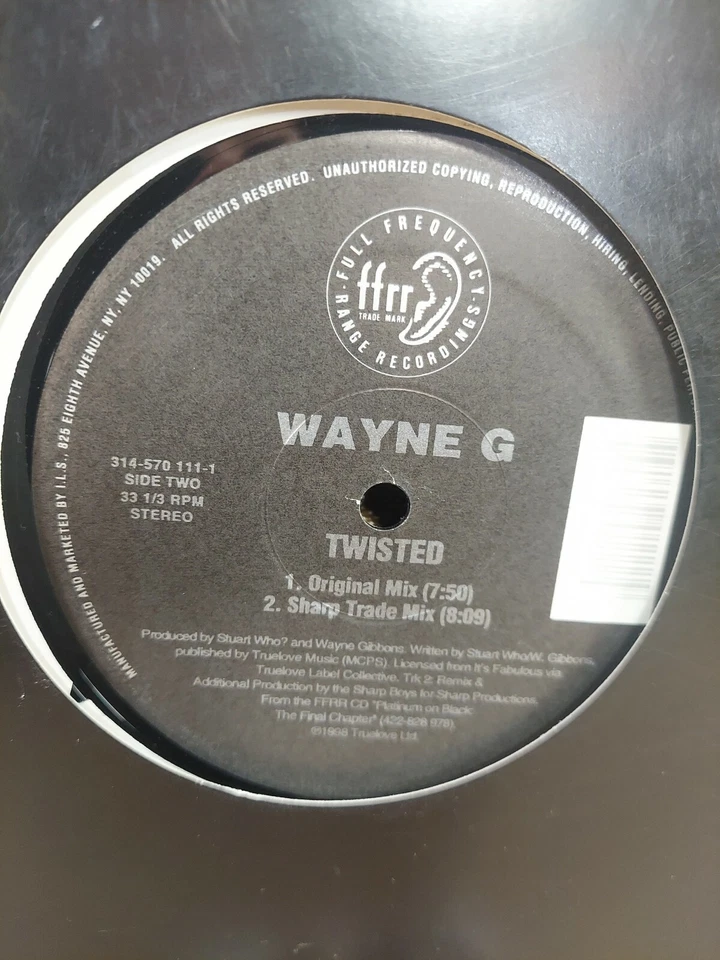 MANUFACTURED AND MARKETED BY I.L.S., 825 EIGHTH AVENUE, NY, NY 10019. ALL RIGHTS RESERVED. UNAUTHORIZED COPYING, REPRODUCTION, HIRING, LENDING, PUBLIC
·FULL FREQUENCY·
ffrr
TRADE MARK
RANGE RECORDINGS
WAYNE G
314-570 111-1
SIDE TWO
33 1/3 RPM
STEREO
TWISTED
1. Original Mix (7:50)
2. Sharp Trade Mix (8:09)
Produced by Stuart Who? and Wayne Gibbons. Written by Stuart Who/W. Gibbons,
published by Truelove Music (MCPS). Licensed from It's Fabulous via
Truelove Label Collective. Trk 2: Remix &
Additional Production by the Sharp Boys for Sharp Productions.
From the FFRR CD "Platinum on Black:
The Final Chapter" (422-828 978).
©1998 Truelove Ltd.